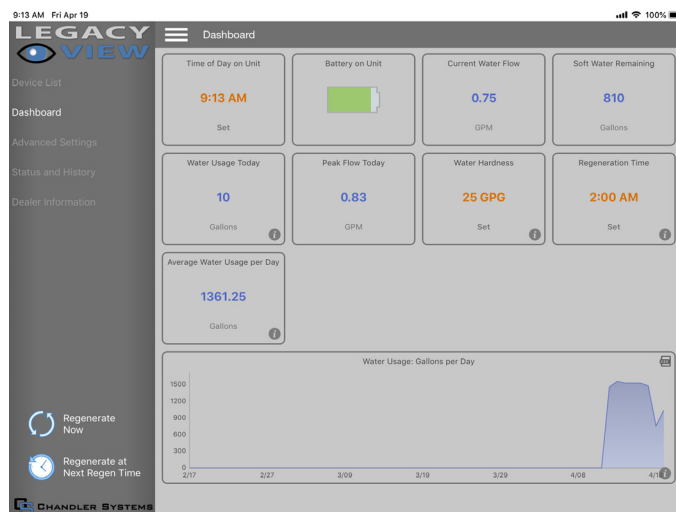 9:13 AM Fri Apr 19
100%
LEGACY
VIEW
Dashboard
Device List
Dashboard
Advanced Settings
Status and History
Dealer Information
Time of Day on Unit
9:13 AM
Set
Battery on Unit
Current Water Flow
0.75
GPM
Soft Water Remaining
810
Gallons
Water Usage Today
10
Gallons
i
Peak Flow Today
0.83
GPM
Water Hardness
25 GPG
Set
i
Regeneration Time
2:00 AM
Set
i
Average Water Usage per Day
1361.25
Gallons
i
Water Usage: Gallons per Day
1500
1200
900
600
300
0
2/17 2/27 3/09 3/19 3/29 4/08
i
Regenerate
Now
Regenerate at
Next Regen Time
CHANDLER SYSTEMS